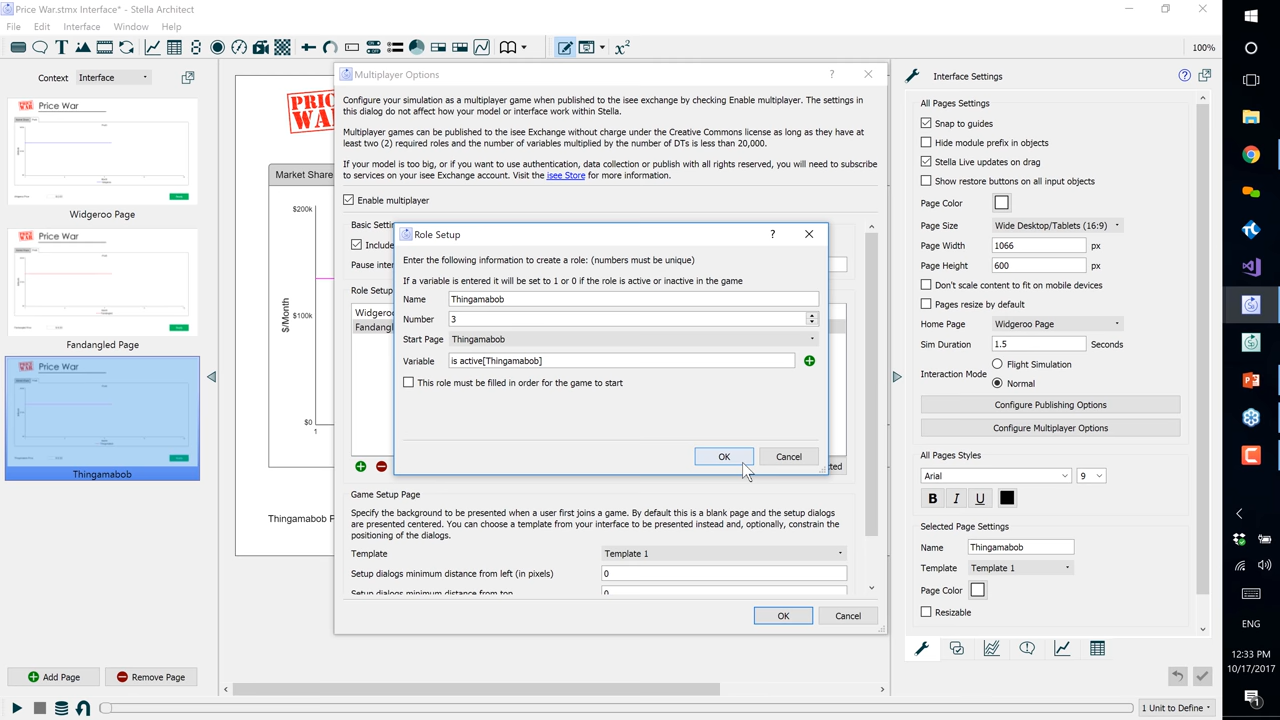 Price War.stmx Interface* - Stella Architect
File Edit Interface Window Help
100%
Context Interface
Price War
Widgeroo Page
Price War
Fandangled Page
Price War
Thingamabob
Add Page
Remove Page
PRIC
WAR
Market Share
$200k
$100k
$0
$/Month
1
Thingamabob P
Multiplayer Options
Configure your simulation as a multiplayer game when published to the isee exchange by checking Enable multiplayer. The settings in
this dialog do not affect how your model or interface work within Stella.
Multiplayer games can be published to the isee Exchange without charge under the Creative Commons license as long as they have at
least two (2) required roles and the number of variables multiplied by the number of DTs is less than 20,000.
If your model is too big, or if you want to use authentication, data collection or publish with all rights reserved, you will need to subscribe
to services on your isee Exchange account. Visit the isee Store for more information.
Enable multiplayer
Basic Setti
Include
Pause inter
Role Setup
Widgeroo
Fandangl
Role Setup
Enter the following information to create a role: (numbers must be unique)
If a variable is entered it will be set to 1 or 0 if the role is active or inactive in the game
Name Thingamabob
Number 3
Start Page Thingamabob
Variable is active[Thingamabob]
This role must be filled in order for the game to start
OK Cancel
Game Setup Page
Specify the background to be presented when a user first joins a game. By default this is a blank page and the setup dialogs
are presented centered. You can choose a template from your interface to be presented instead and, optionally, constrain the
positioning of the dialogs.
Template Template 1
Setup dialogs minimum distance from left (in pixels) 0
OK Cancel
Interface Settings
All Pages Settings
Snap to guides
Hide module prefix in objects
Stella Live updates on drag
Show restore buttons on all input objects
Page Color
Page Size Wide Desktop/Tablets (16:9)
Page Width 1066 px
Page Height 600 px
Don't scale content to fit on mobile devices
Pages resize by default
Home Page Widgeroo Page
Sim Duration 1.5 Seconds
Interaction Mode
Flight Simulation
Normal
Configure Publishing Options
Configure Multiplayer Options
All Pages Styles
Arial 9
B I U
Selected Page Settings
Name Thingamabob
Template Template 1
Page Color
Resizable
1 Unit to Define
ENG
12:33 PM
10/17/2017